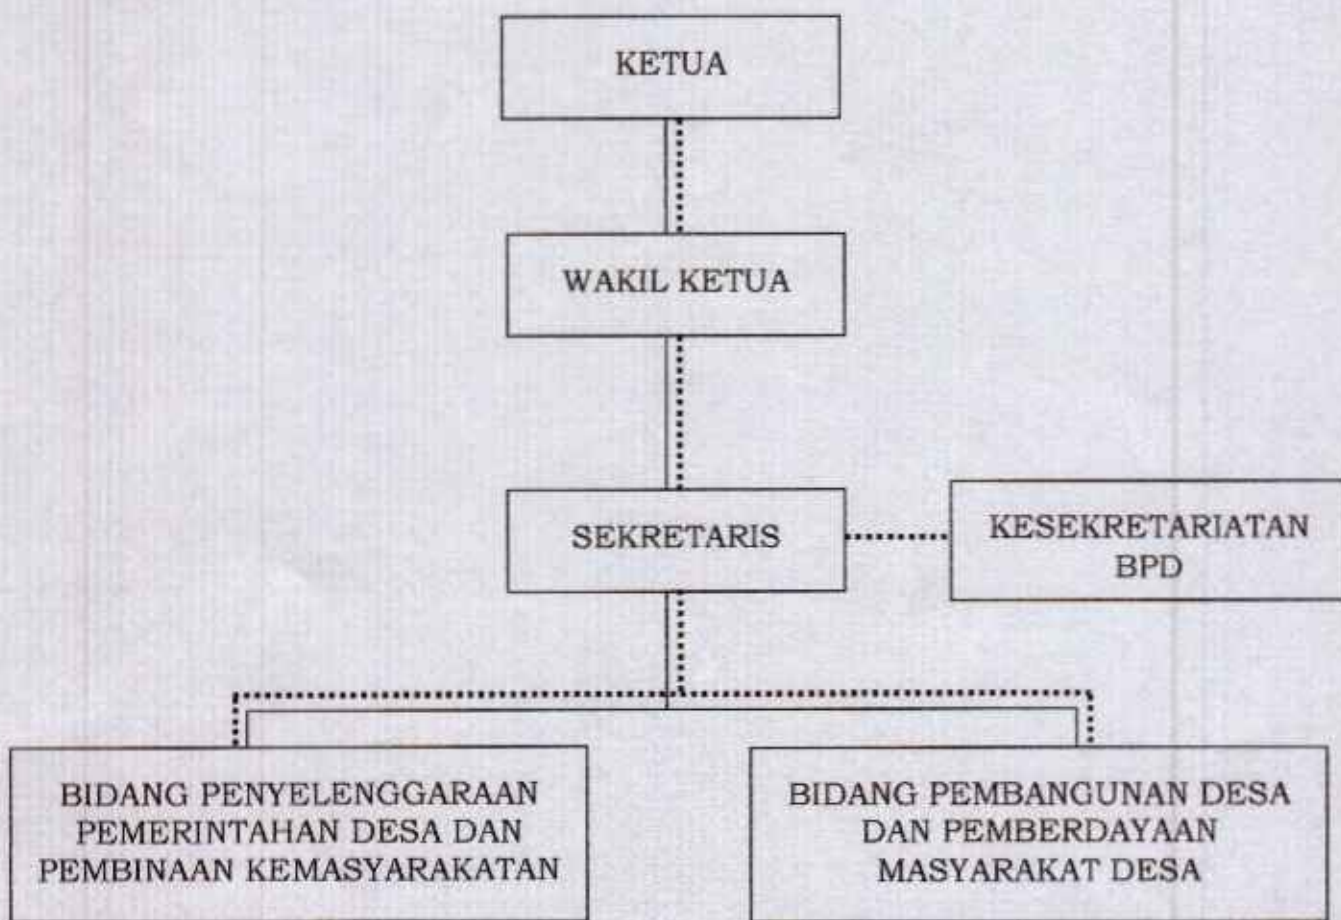 KETUA
WAKIL KETUA
SEKRETARIS
KESEKRETARIATAN
BPD
BIDANG PENYELENGGARAAN
PEMERINTAHAN DESA DAN
PEMBINAAN KEMASYARAKATAN
BIDANG PEMBANGUNAN DESA
DAN PEMBERDAYAAN
MASYARAKAT DESA